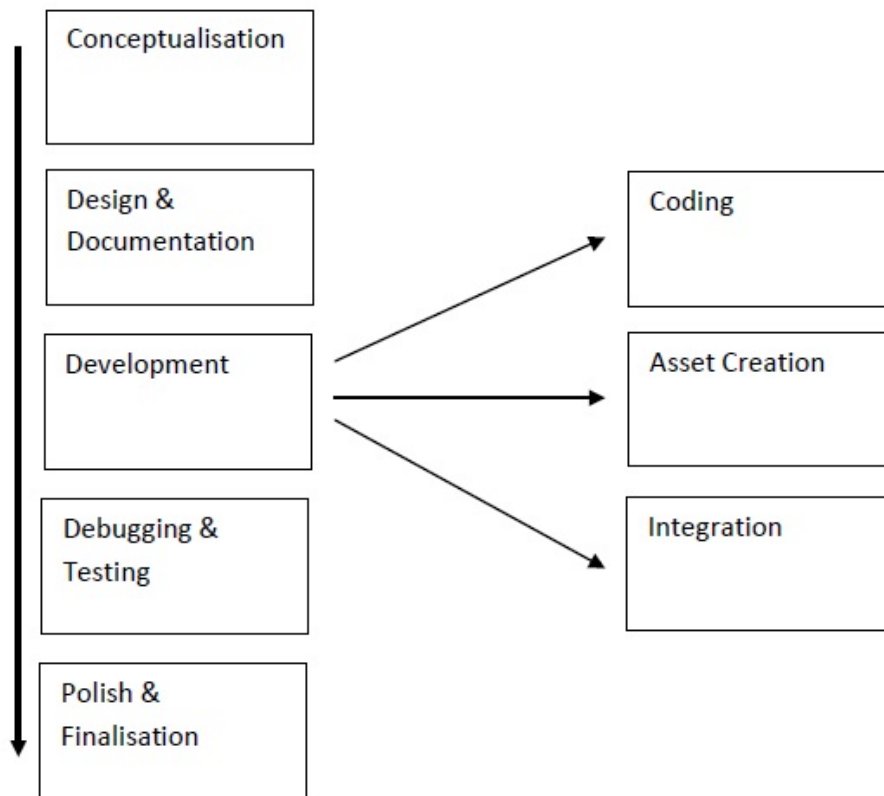 Conceptualisation
Design &
Documentation
Development
Debugging &
Testing
Polish &
Finalisation
Coding
Asset Creation
Integration